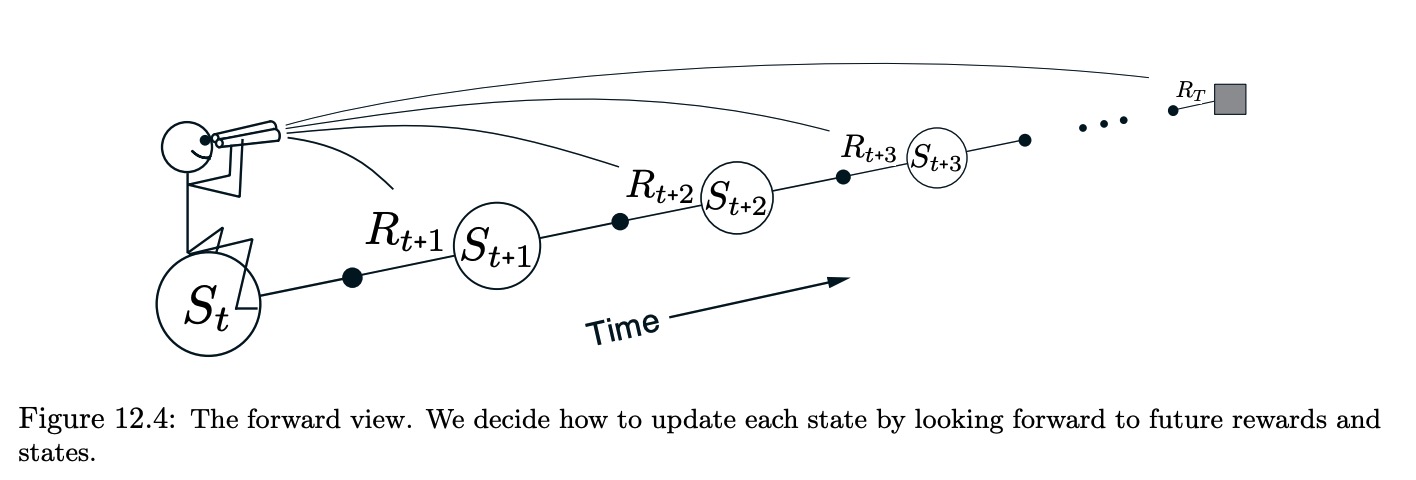 R_T
R_{t+3} S_{t+3}
R_{t+2} S_{t+2}
R_{t+1} S_{t+1}
S_t
Time
Figure 12.4: The forward view. We decide how to update each state by looking forward to future rewards and
states.